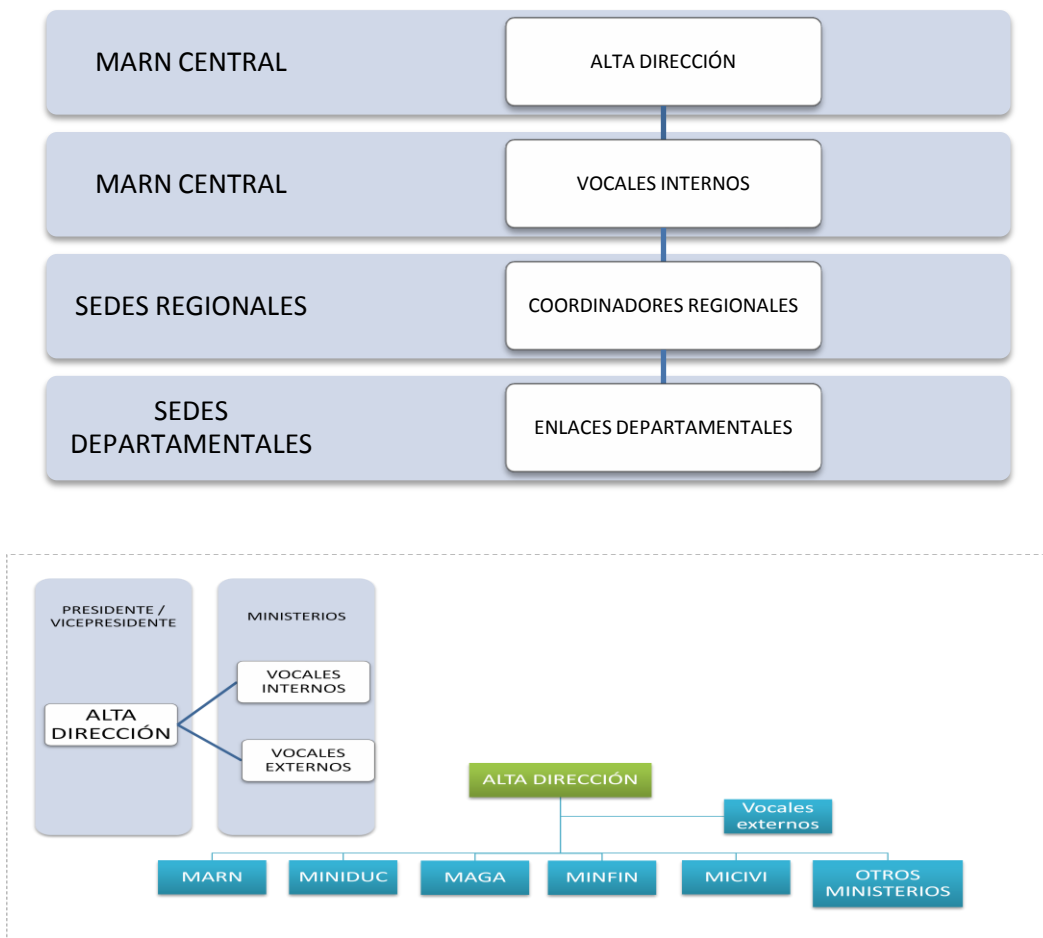 MARN CENTRAL
ALTA DIRECCIÓN
MARN CENTRAL
VOCALES INTERNOS
SEDES REGIONALES
COORDINADORES REGIONALES
SEDES
DEPARTAMENTALES
ENLACES DEPARTAMENTALES
PRESIDENTE /
VICEPRESIDENTE
ALTA
DIRECCIÓN
MINISTERIOS
VOCALES
INTERNOS
VOCALES
EXTERNOS
ALTA DIRECCIÓN
Vocales
externos
MARN
MINIDUC
MAGA
MINFIN
MICIVI
OTROS
MINISTERIOS